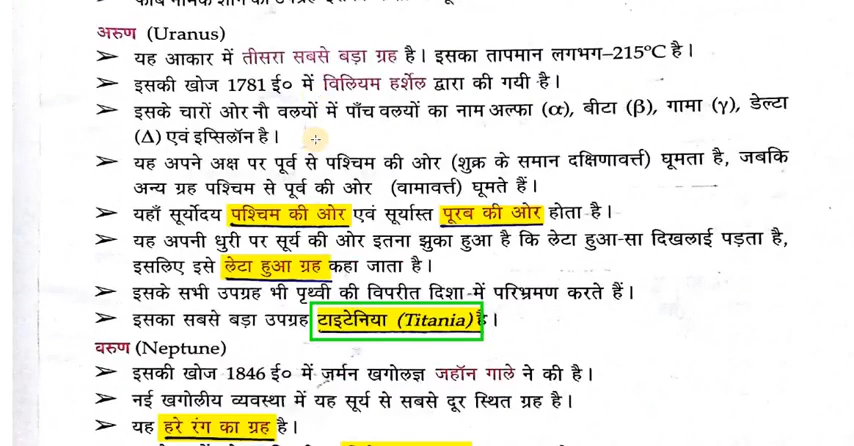 अरुण (Uranus)
➢ यह आकार में तीसरा सबसे बड़ा ग्रह है। इसका तापमान लगभग–215°C है।
➢ इसकी खोज 1781 ई० में विलियम हर्शेल द्वारा की गयी है।
➢ इसके चारों ओर नौ वलयों में पाँच वलयों का नाम अल्फा (α), बीटा (β), गामा (γ), डेल्टा
(Δ) एवं इप्सिलॉन है।
➢ यह अपने अक्ष पर पूर्व से पश्चिम की ओर (शुक्र के समान दक्षिणावर्त्त) घूमता है, जबकि
अन्य ग्रह पश्चिम से पूर्व की ओर (वामावर्त्त) घूमते हैं।
➢ यहाँ सूर्योदय पश्चिम की ओर एवं सूर्यास्त पूरब की ओर होता है।
➢ यह अपनी धुरी पर सूर्य की ओर इतना झुका हुआ है कि लेटा हुआ-सा दिखलाई पड़ता है,
इसलिए इसे लेटा हुआ ग्रह कहा जाता है।
➢ इसके सभी उपग्रह भी पृथ्वी की विपरीत दिशा में परिभ्रमण करते हैं।
➢ इसका सबसे बड़ा उपग्रह टाइटेनिया (Titania) है।
वरुण (Neptune)
➢ इसकी खोज 1846 ई० में जर्मन खगोलज्ञ जहॉन गाले ने की है।
➢ नई खगोलीय व्यवस्था में यह सूर्य से सबसे दूर स्थित ग्रह है।
➢ यह हरे रंग का ग्रह है।